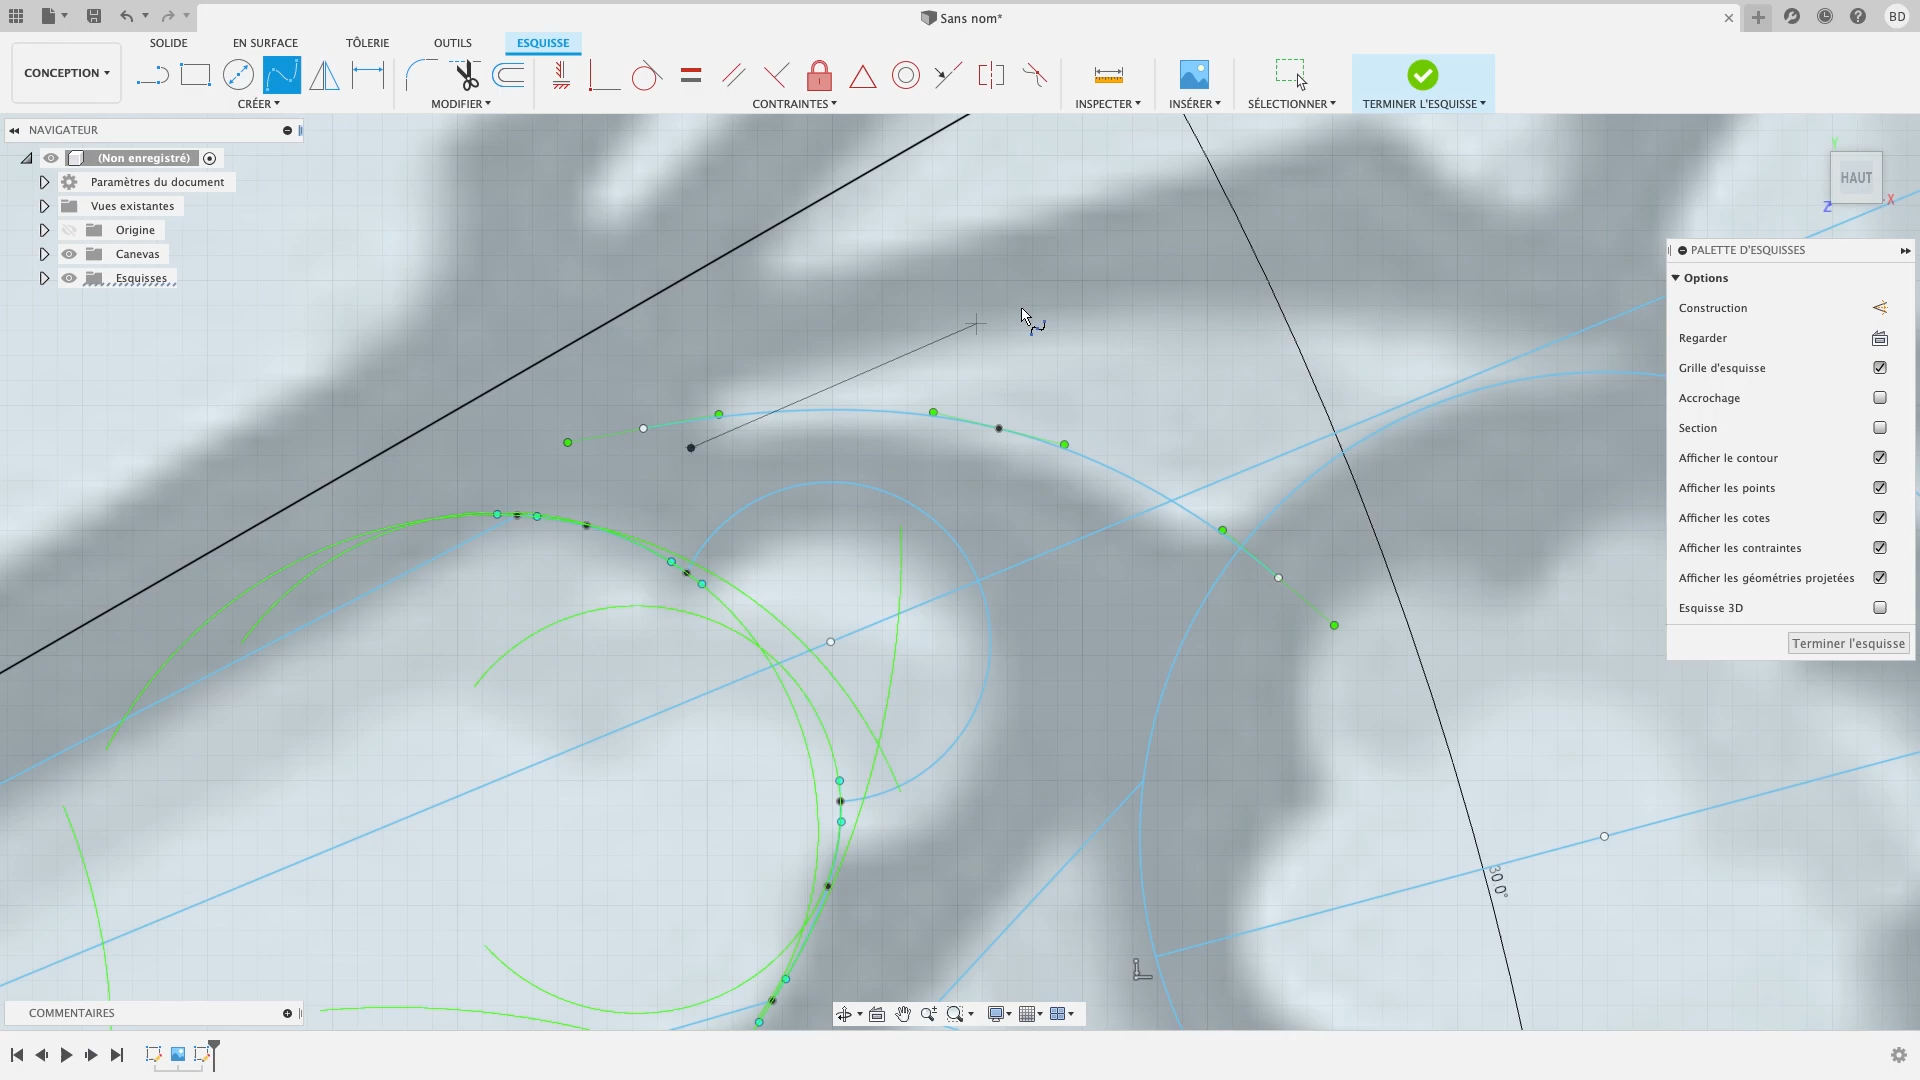 Sans nom*
BD
CONCEPTION
SOLIDE
EN SURFACE
TÔLERIE
OUTILS
ESQUISSE
CRÉER
MODIFIER
CONTRAINTES
INSPECTER
INSÉRER
SÉLECTIONNER
TERMINER L'ESQUISSE
NAVIGATEUR
(Non enregistré)
Paramètres du document
Vues existantes
Origine
Canevas
Esquisses
Y
HAUT
X
Z
PALETTE D'ESQUISSES
Options
Construction
Regarder
Grille d'esquisse
Accrochage
Section
Afficher le contour
Afficher les points
Afficher les cotes
Afficher les contraintes
Afficher les géométries projetées
Esquisse 3D
Terminer l'esquisse
30.0°
COMMENTAIRES